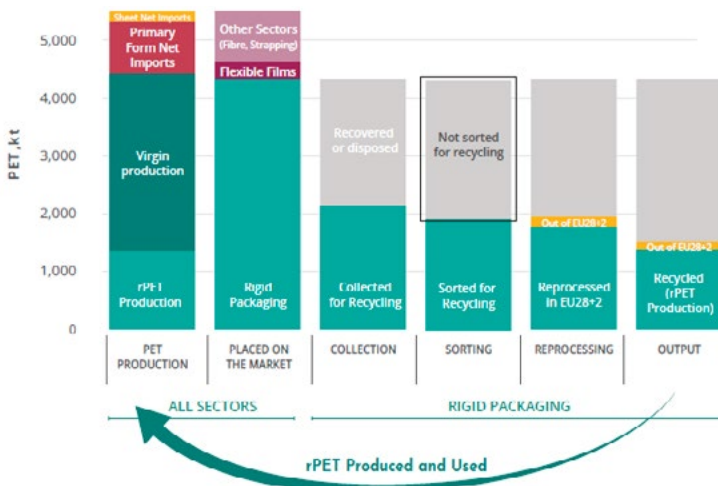 PET ,kt
5,000
4,000
3,000
2,000
1,000
0
Sheet Net Imports
Primary
Form Net
Imports
Virgin
production
rPET
Production
Other Sectors
(Fibre, Strapping)
Flexible Films
Rigid
Packaging
Recovered
or disposed
Collected
for Recycling
Not sorted
for recycling
Sorted for
Recycling
Out of EU28+2
Reprocessed
in EU28+2
Out of EU28+2
Recycled
(rPET
Production)
PET
PRODUCTION
PLACED ON
THE MARKET
COLLECTION
SORTING
REPROCESSING
OUTPUT
ALL SECTORS
RIGID PACKAGING
rPET Produced and Used